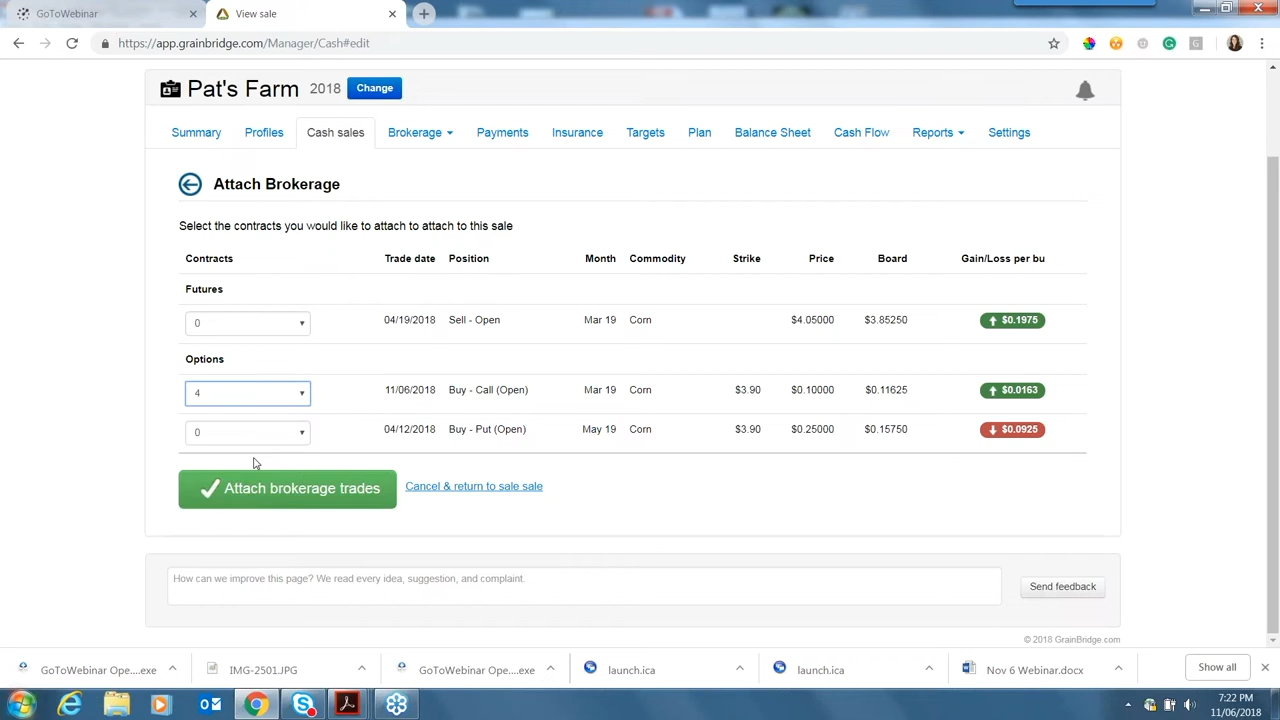 GoToWebinar
View sale
https://app.grainbridge.com/Manager/Cash#edit
Pat's Farm 2018 Change
Summary Profiles Cash sales Brokerage Payments Insurance Targets Plan Balance Sheet Cash Flow Reports Settings
Attach Brokerage
Select the contracts you would like to attach to attach to this sale
Contracts Trade date Position Month Commodity Strike Price Board Gain/Loss per bu
Futures
0 04/19/2018 Sell - Open Mar 19 Corn $4.05000 $3.85250 $0.1975
Options
4 11/06/2018 Buy - Call (Open) Mar 19 Corn $3.90 $0.10000 $0.11625 $0.0163
0 04/12/2018 Buy - Put (Open) May 19 Corn $3.90 $0.25000 $0.15750 $0.0925
Attach brokerage trades Cancel & return to sale sale
How can we improve this page? We read every idea, suggestion, and complaint.
Send feedback
© 2018 GrainBridge.com
GoToWebinar Ope....exe IMG-2501.JPG GoToWebinar Ope....exe launch.ica launch.ica Nov 6 Webinar.docx Show all
7:22 PM
11/06/2018